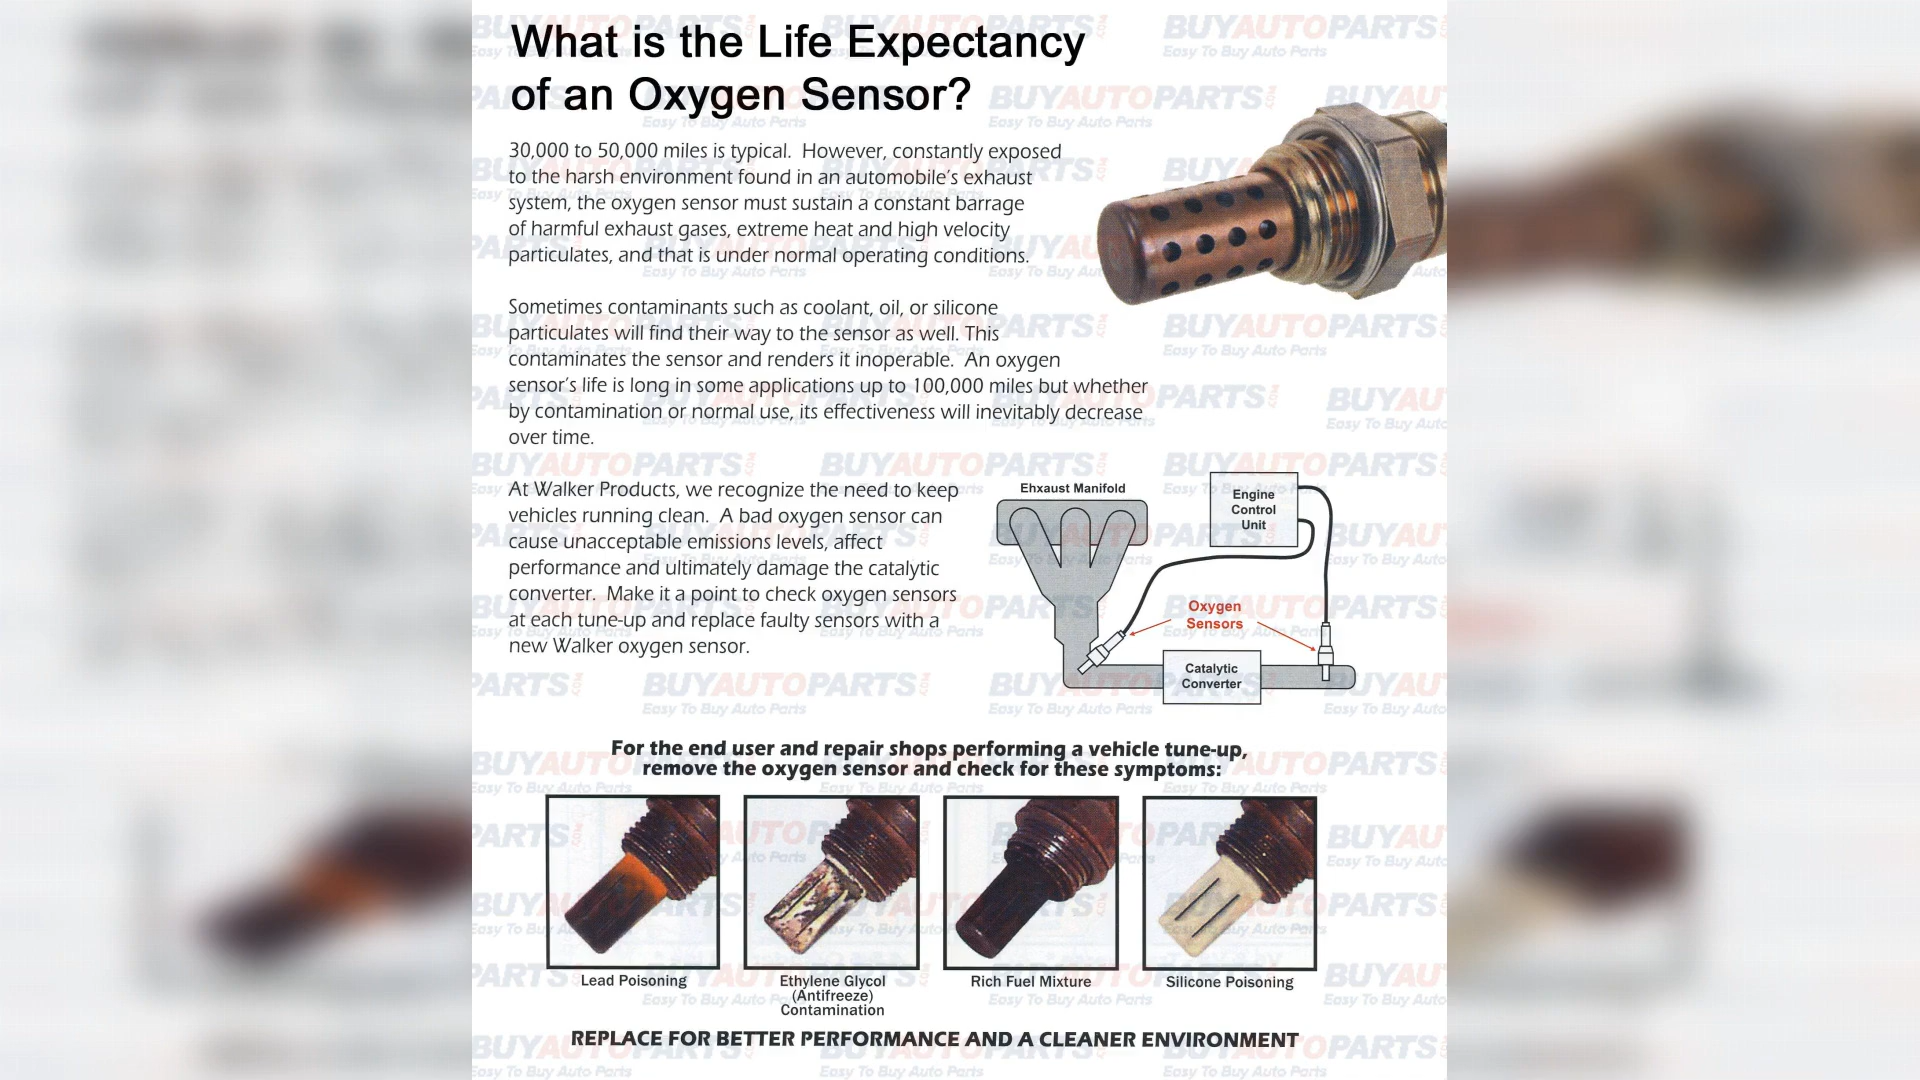 What is the Life Expectancy
of an Oxygen Sensor?
30,000 to 50,000 miles is typical. However, constantly exposed
to the harsh environment found in an automobile's exhaust
system, the oxygen sensor must sustain a constant barrage
of harmful exhaust gases, extreme heat and high velocity
particulates, and that is under normal operating conditions.
Sometimes contaminants such as coolant, oil, or silicone
particulates will find their way to the sensor as well. This
contaminates the sensor and renders it inoperable. An oxygen
sensor's life is long in some applications up to 100,000 miles but whether
by contamination or normal use, its effectiveness will inevitably decrease
over time.
At Walker Products, we recognize the need to keep
vehicles running clean. A bad oxygen sensor can
cause unacceptable emissions levels, affect
performance and ultimately damage the catalytic
converter. Make it a point to check oxygen sensors
at each tune-up and replace faulty sensors with a
new Walker oxygen sensor.
Ehxaust Manifold
Engine
Control
Unit
Oxygen
Sensors
Catalytic
Converter
For the end user and repair shops performing a vehicle tune-up,
remove the oxygen sensor and check for these symptoms:
Lead Poisoning
Ethylene Glycol
(Antifreeze)
Contamination
Rich Fuel Mixture
Silicone Poisoning
REPLACE FOR BETTER PERFORMANCE AND A CLEANER ENVIRONMENT
BUYAUTOPARTS.COM
Easy To Buy Auto Parts